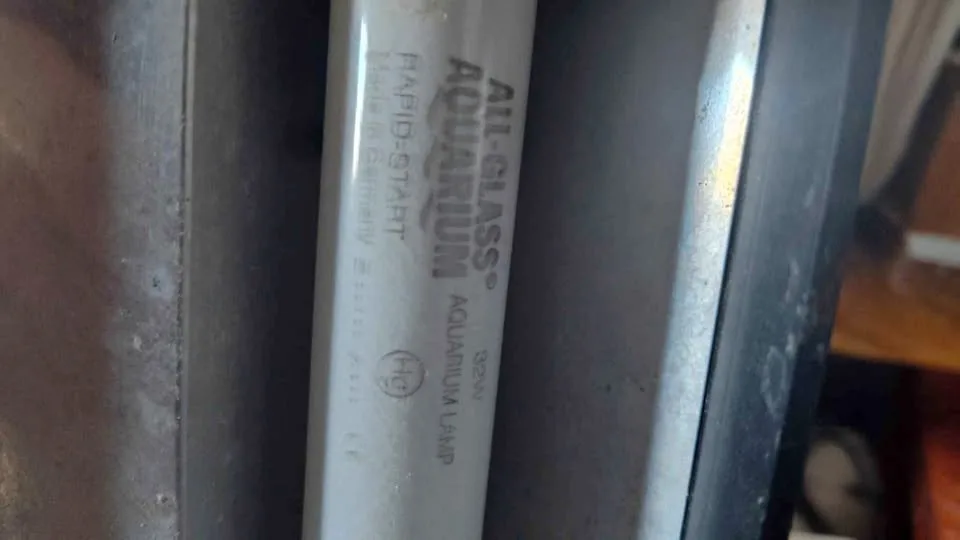 ALL-GLASS®
AQUARIUM
32W
AQUARIUM LAMP
RAPID-START
Hg
Made in Germany